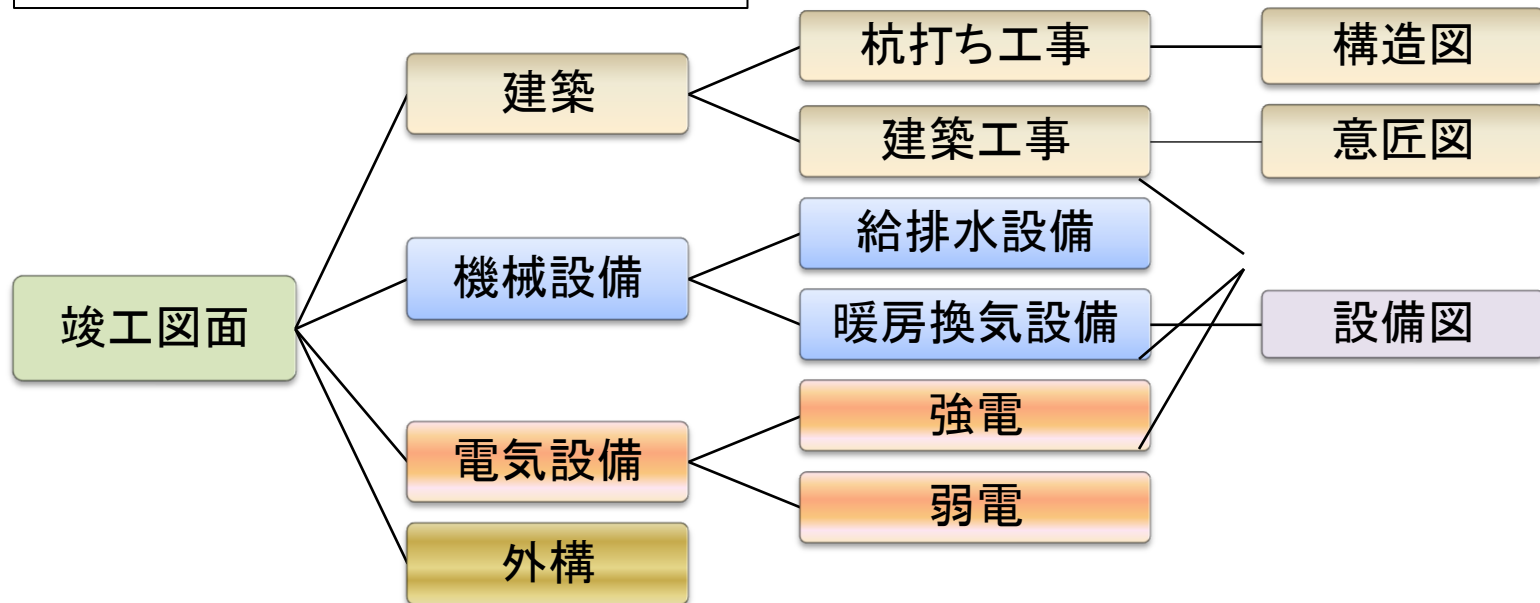 竣工図面
建築
機械設備
電気設備
外構
杭打ち工事
建築工事
給排水設備
暖房換気設備
強電
弱電
構造図
意匠図
設備図